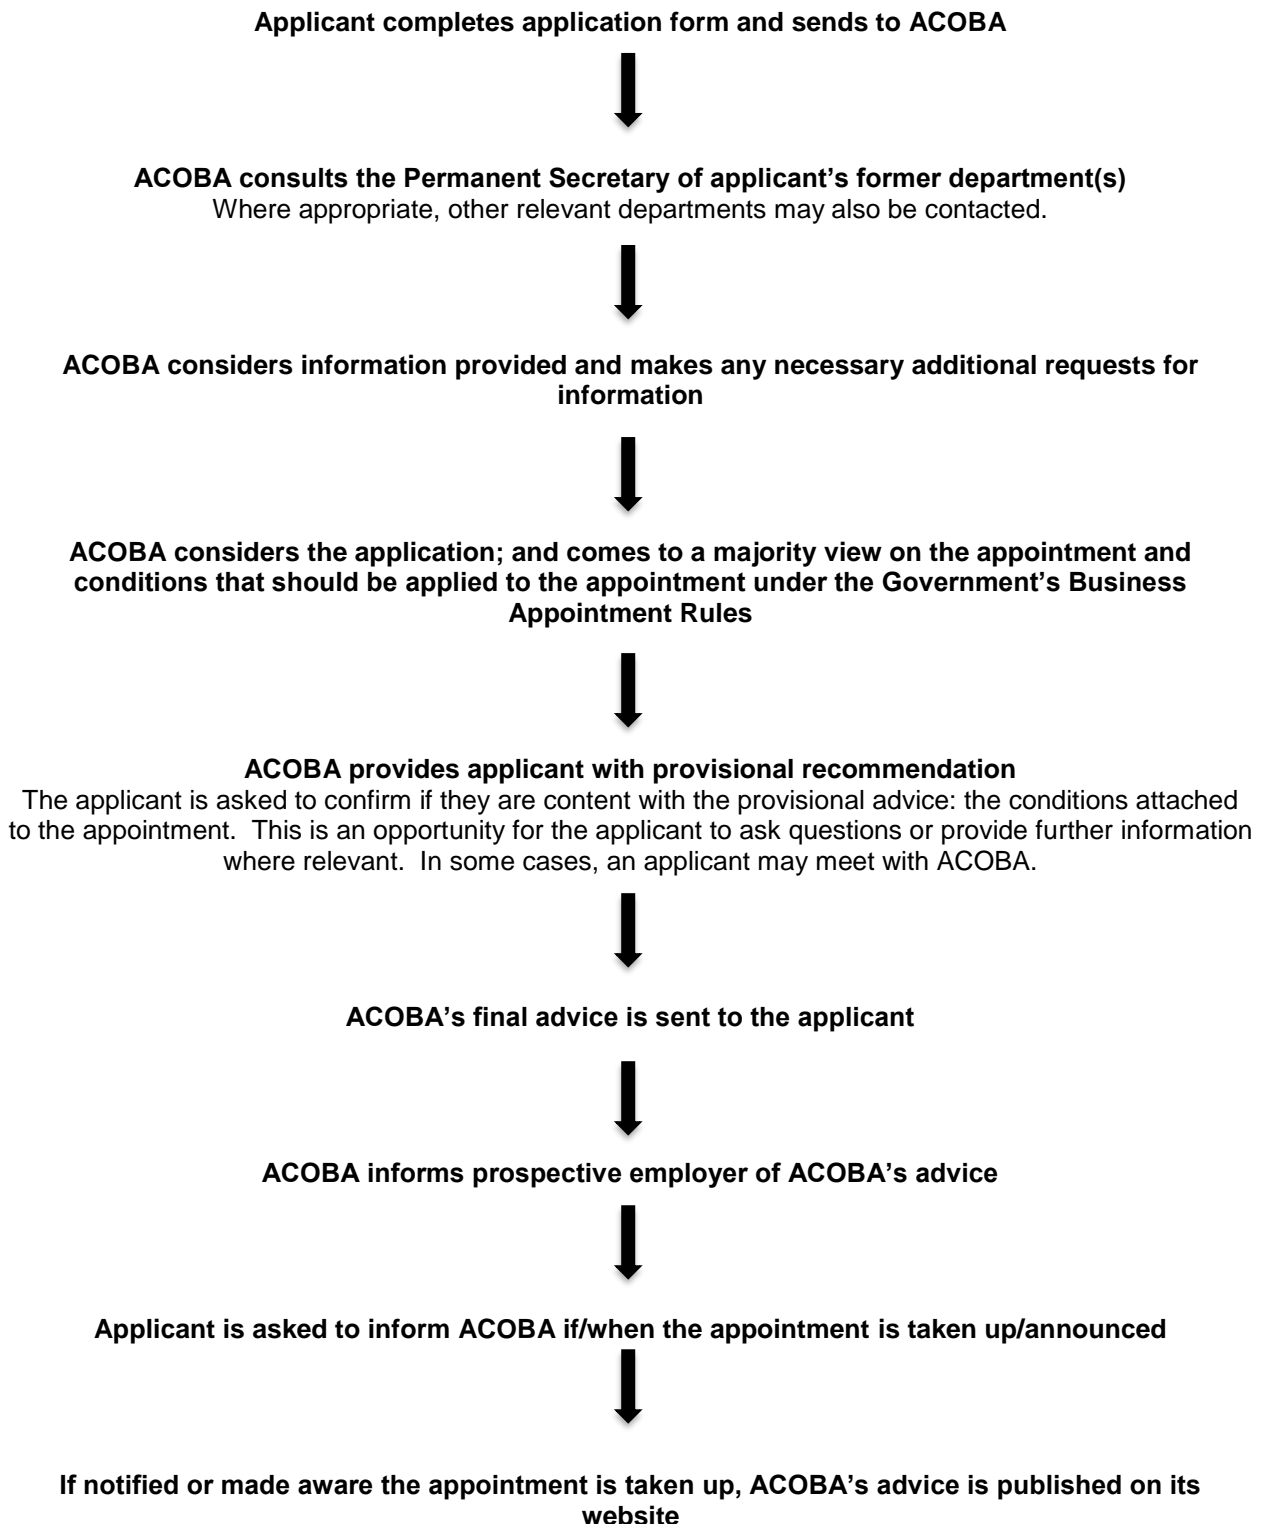 Applicant completes application form and sends to ACOBA
ACOBA consults the Permanent Secretary of applicant’s former department(s)
Where appropriate, other relevant departments may also be contacted.
ACOBA considers information provided and makes any necessary additional requests for
information
ACOBA considers the application; and comes to a majority view on the appointment and
conditions that should be applied to the appointment under the Government’s Business
Appointment Rules
ACOBA provides applicant with provisional recommendation
The applicant is asked to confirm if they are content with the provisional advice: the conditions attached
to the appointment.  This is an opportunity for the applicant to ask questions or provide further information
where relevant.  In some cases, an applicant may meet with ACOBA.
ACOBA’s final advice is sent to the applicant
ACOBA informs prospective employer of ACOBA’s advice
Applicant is asked to inform ACOBA if/when the appointment is taken up/announced
If notified or made aware the appointment is taken up, ACOBA’s advice is published on its
website